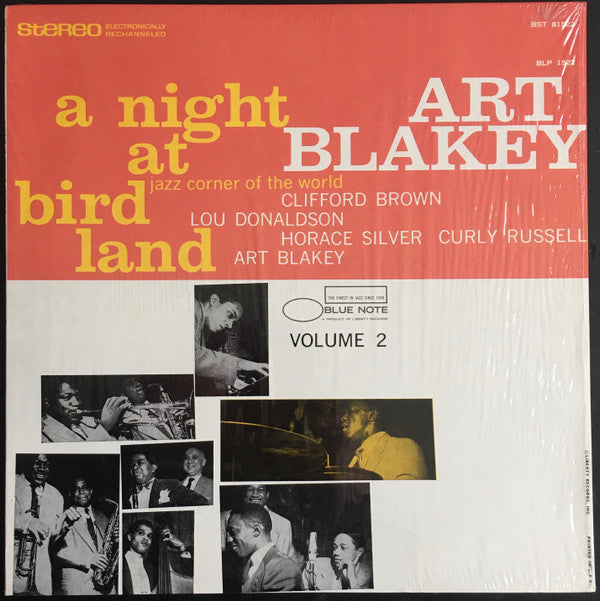 stereo ELECTRONICALLY
RECHANNELED
BST 81522
BLP 1522
a night
at
bird
land
ART
BLAKEY
jazz corner of the world
CLIFFORD BROWN
LOU DONALDSON
HORACE SILVER CURLY RUSSELL
ART BLAKEY
THE FINEST IN JAZZ SINCE 1939
BLUE NOTE
A PRODUCT OF LIBERTY RECORDS
VOLUME 2
©LIBERTY RECORDS, INC.
PRINTED IN U.S.A.